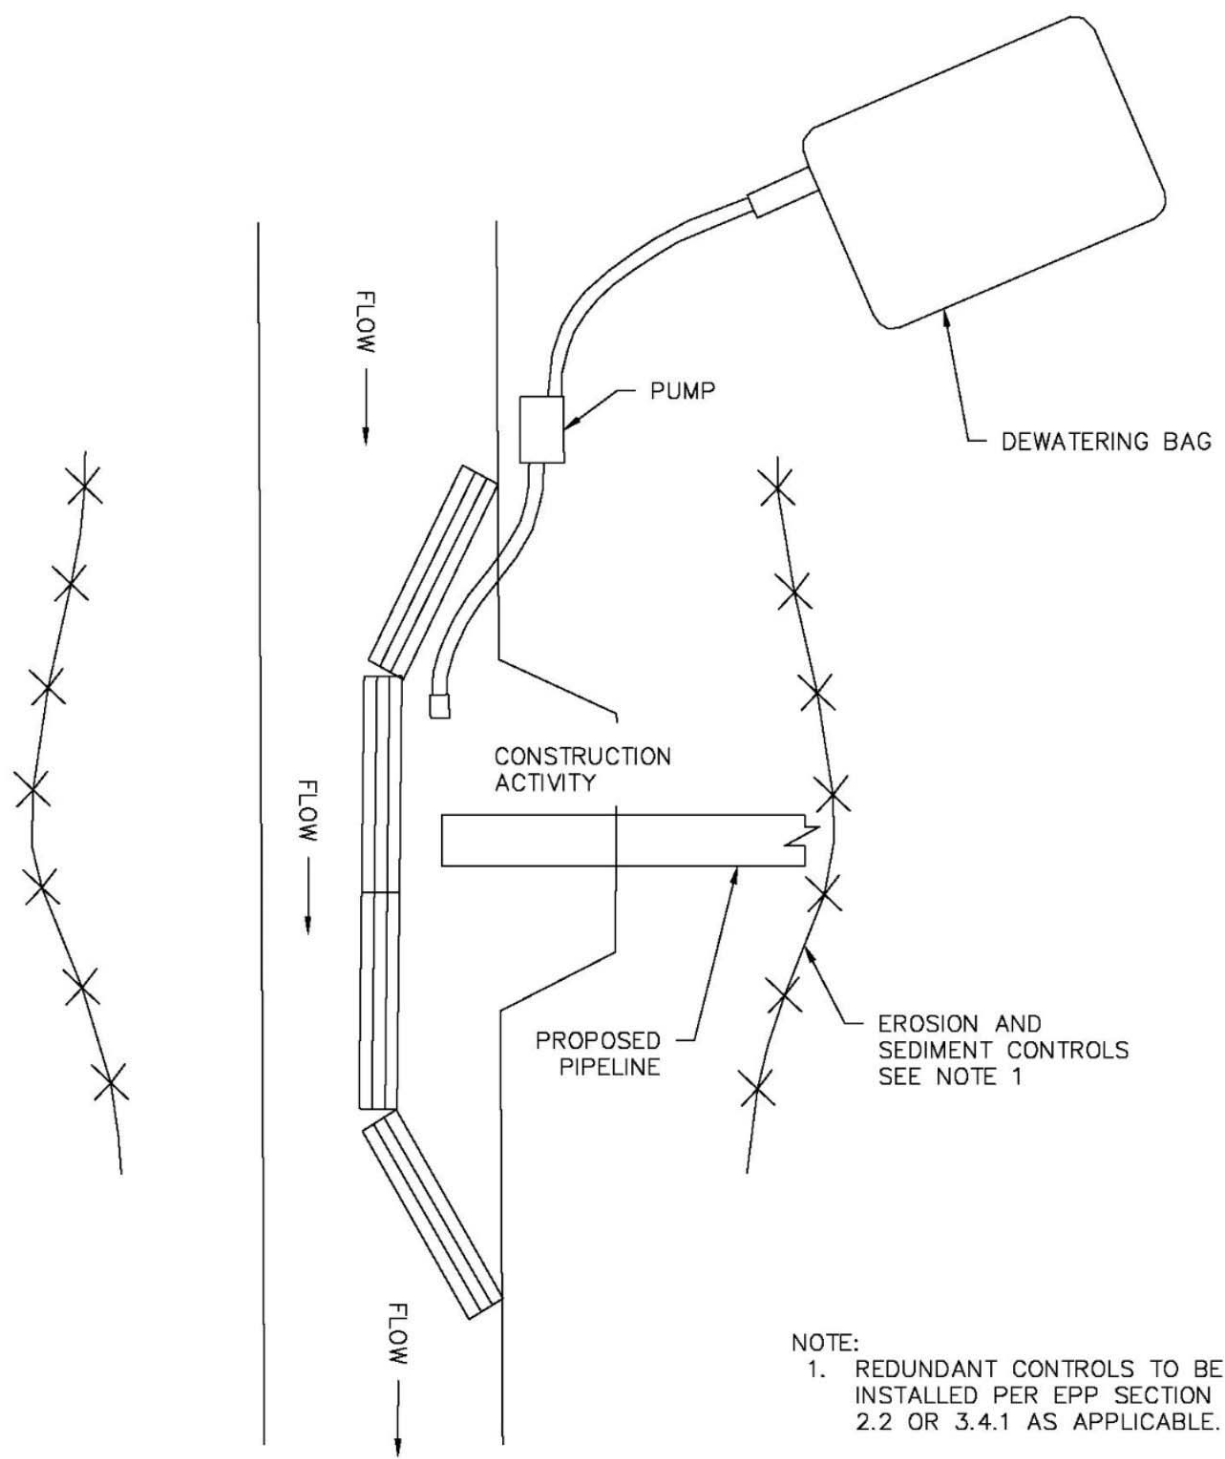 FLOW
PUMP
DEWATERING BAG
CONSTRUCTION
ACTIVITY
FLOW
PROPOSED
PIPELINE
EROSION AND
SEDIMENT CONTROLS
SEE NOTE 1
FLOW
NOTE:
1. REDUNDANT CONTROLS TO BE
INSTALLED PER EPP SECTION
2.2 OR 3.4.1 AS APPLICABLE.